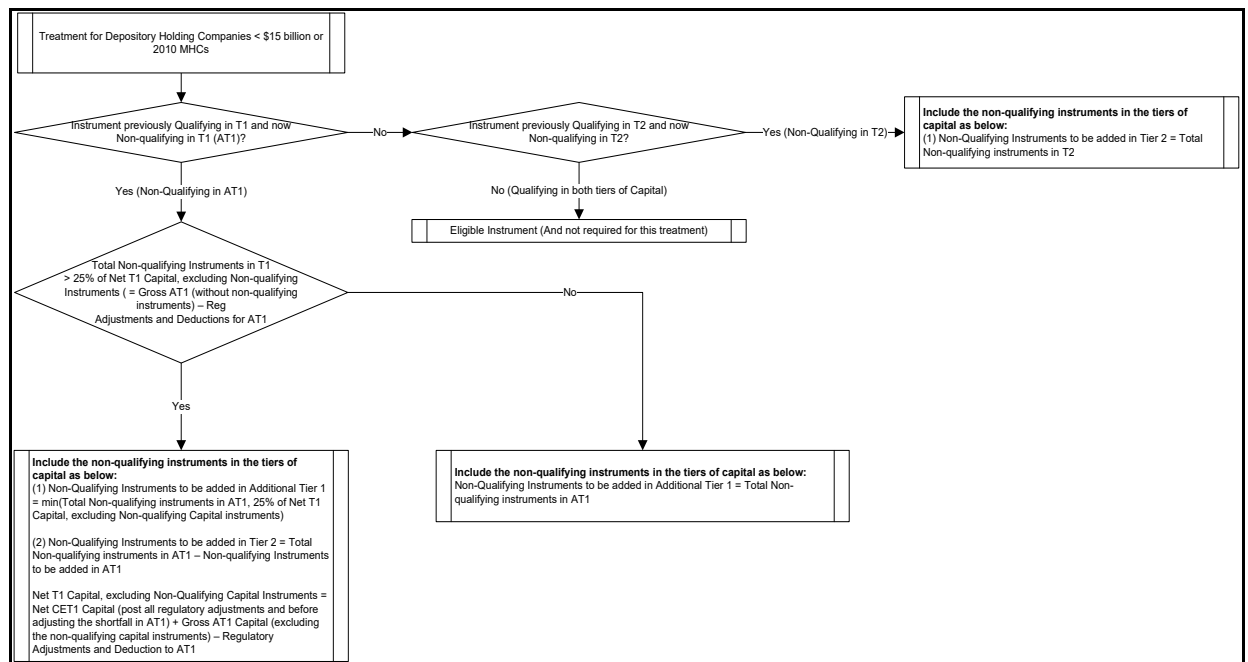 Treatment for Depository Holding Companies < $15 billion or
2010 MHCs
Instrument previously Qualifying in T1 and now
Non-qualifying in T1 (AT1)?
No
Instrument previously Qualifying in T2 and now
Non-qualifying in T2?
Yes (Non-Qualifying in T2)
Include the non-qualifying instruments in the tiers of
capital as below:
(1) Non-Qualifying Instruments to be added in Tier 2 = Total
Non-qualifying instruments in T2
Yes (Non-Qualifying in AT1)
No (Qualifying in both tiers of Capital)
Eligible Instrument (And not required for this treatment)
Total Non-qualifying Instruments in T1
> 25% of Net T1 Capital, excluding Non-qualifying
Instruments ( = Gross AT1 (without non-qualifying
instruments) – Reg
Adjustments and Deductions for AT1
No
Yes
Include the non-qualifying instruments in the tiers of
capital as below:
(1) Non-Qualifying Instruments to be added in Additional Tier 1
= min(Total Non-qualifying instruments in AT1, 25% of Net T1
Capital, excluding Non-qualifying Capital instruments)
(2) Non-Qualifying Instruments to be added in Tier 2 = Total
Non-qualifying instruments in AT1 – Non-qualifying Instruments
to be added in AT1
Net T1 Capital, excluding Non-Qualifying Capital Instruments =
Net CET1 Capital (post all regulatory adjustments and before
adjusting the shortfall in AT1) + Gross AT1 Capital (excluding
the non-qualifying capital instruments) – Regulatory
Adjustments and Deduction to AT1
Include the non-qualifying instruments in the tiers of capital as below:
Non-Qualifying Instruments to be added in Additional Tier 1 = Total Non-
qualifying instruments in AT1